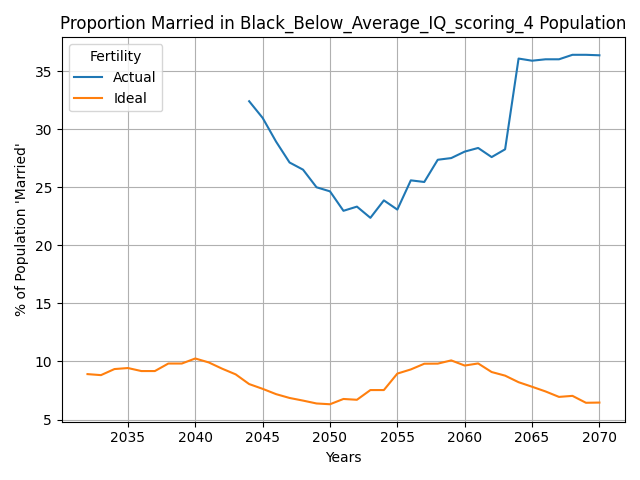 Proportion Married in Black_Below_Average_IQ_scoring_4 Population
Fertility
Actual
Ideal
% of Population 'Married'
35
30
25
20
15
10
5
2035 2040 2045 2050 2055 2060 2065 2070
Years